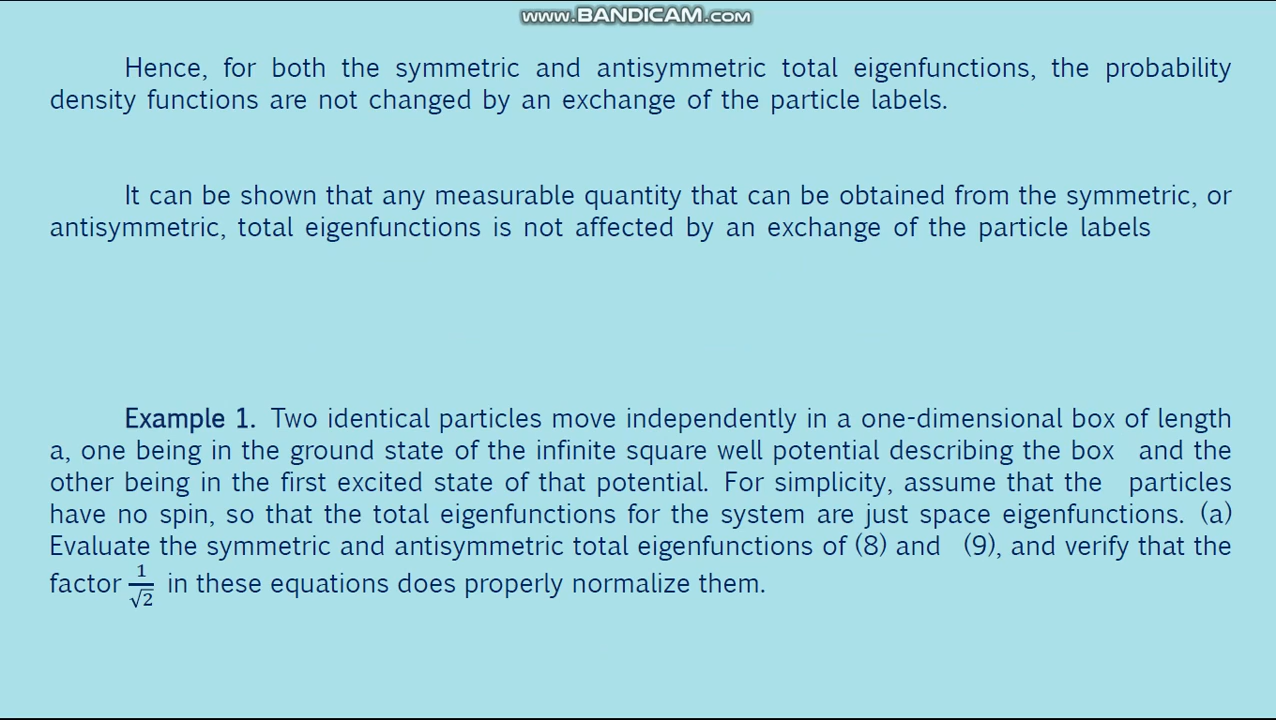 www.BANDICAM.com
Hence, for both the symmetric and antisymmetric total eigenfunctions, the probability
density functions are not changed by an exchange of the particle labels.
It can be shown that any measurable quantity that can be obtained from the symmetric, or
antisymmetric, total eigenfunctions is not affected by an exchange of the particle labels
Example 1. Two identical particles move independently in a one-dimensional box of length
a, one being in the ground state of the infinite square well potential describing the box and the
other being in the first excited state of that potential. For simplicity, assume that the particles
have no spin, so that the total eigenfunctions for the system are just space eigenfunctions. (a)
Evaluate the symmetric and antisymmetric total eigenfunctions of (8) and (9), and verify that the
factor 1/√2 in these equations does properly normalize them.